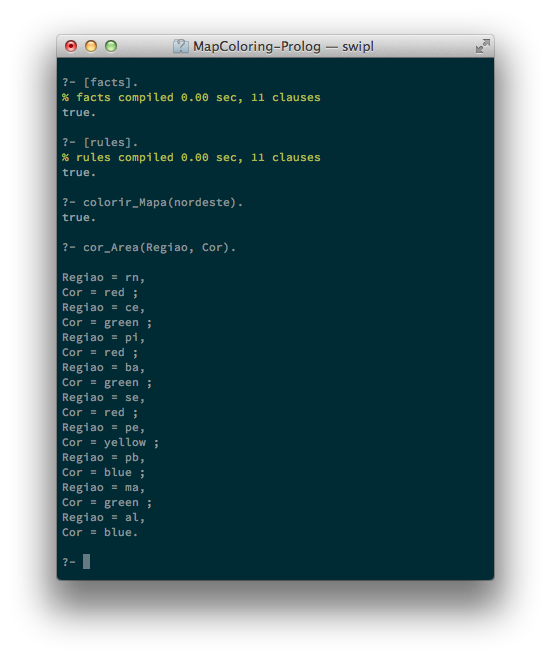 MapColoring-Prolog — swipl
?- [facts].
% facts compiled 0.00 sec, 11 clauses
true.
?- [rules].
% rules compiled 0.00 sec, 11 clauses
true.
?- colorir_Mapa(nordeste).
true.
?- cor_Area(Regiao, Cor).
Regiao = rn,
Cor = red ;
Regiao = ce,
Cor = green ;
Regiao = pi,
Cor = red ;
Regiao = ba,
Cor = green ;
Regiao = se,
Cor = red ;
Regiao = pe,
Cor = yellow ;
Regiao = pb,
Cor = blue ;
Regiao = ma,
Cor = green ;
Regiao = al,
Cor = blue.
?-